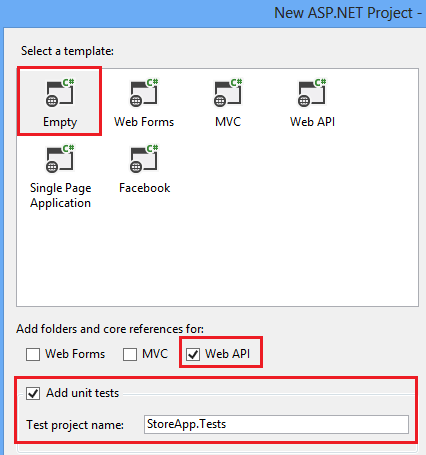 New ASP.NET Project -
Select a template:
C# C# C# C#
Empty Web Forms MVC Web API
C# C#
Single Page Facebook
Application
Add folders and core references for:
Web Forms MVC Web API
Add unit tests
Test project name: StoreApp.Tests